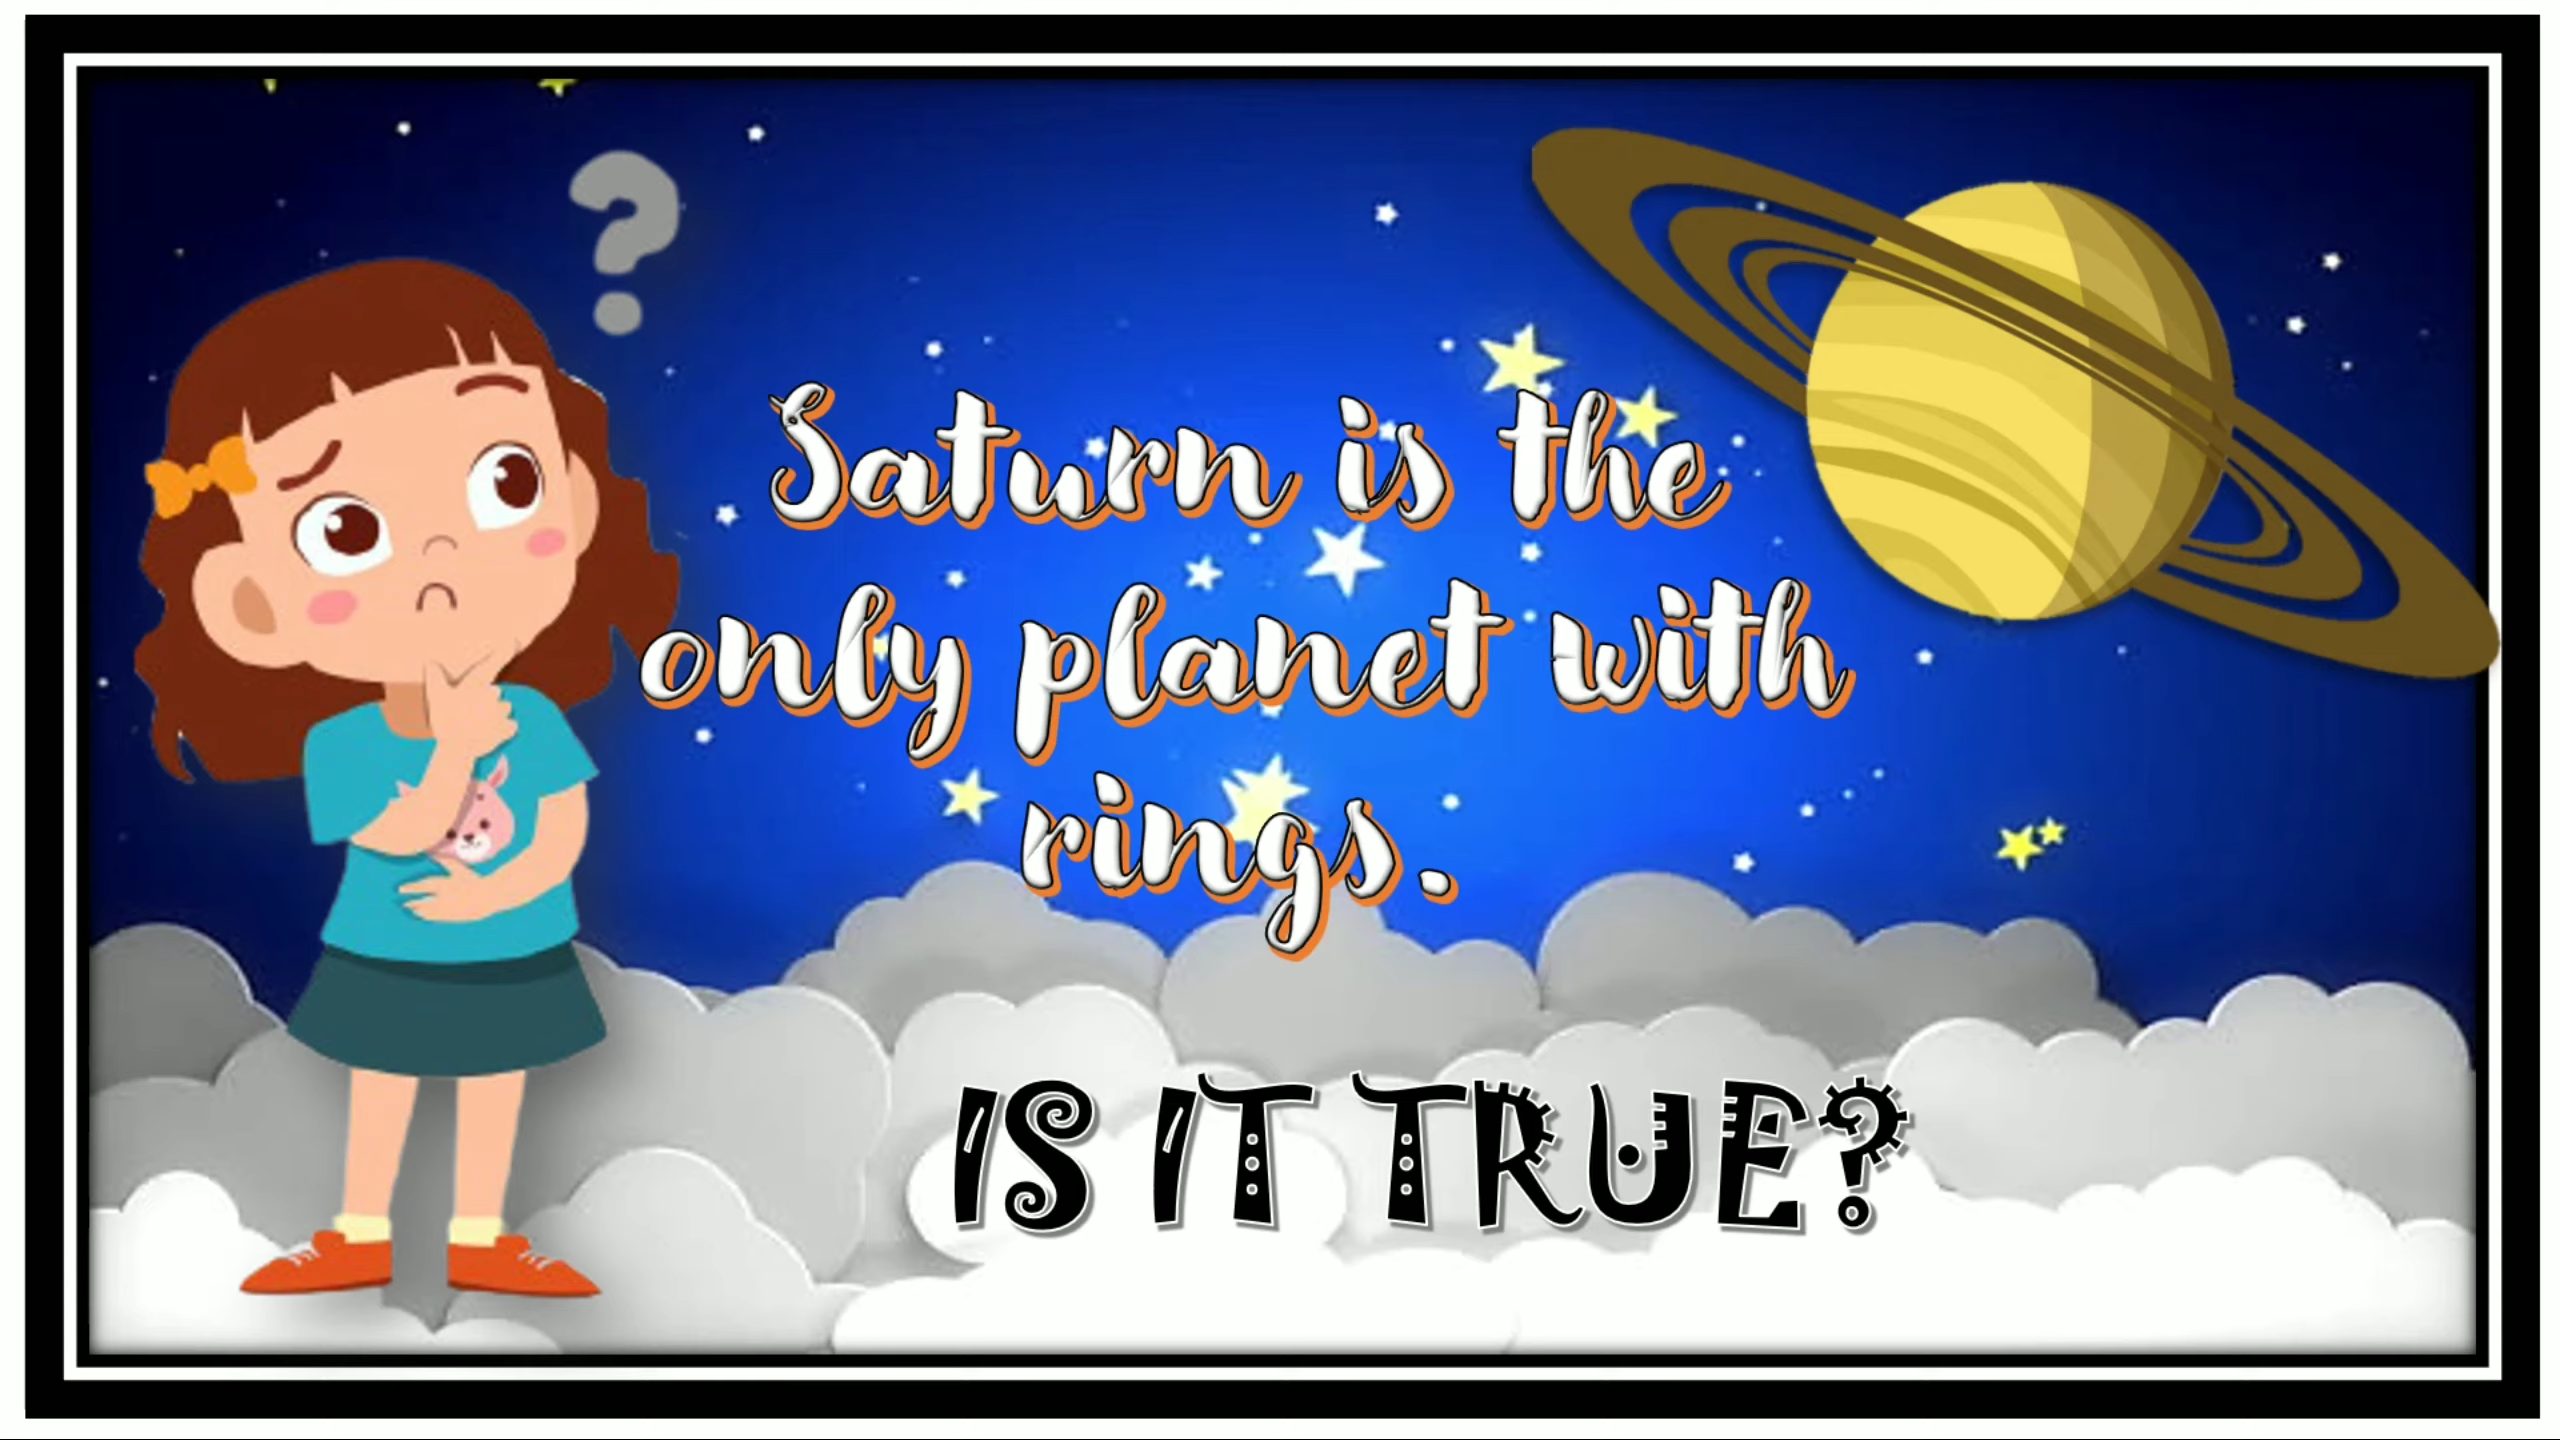 Saturn is the
only planet with
rings.
IS IT TRUE?